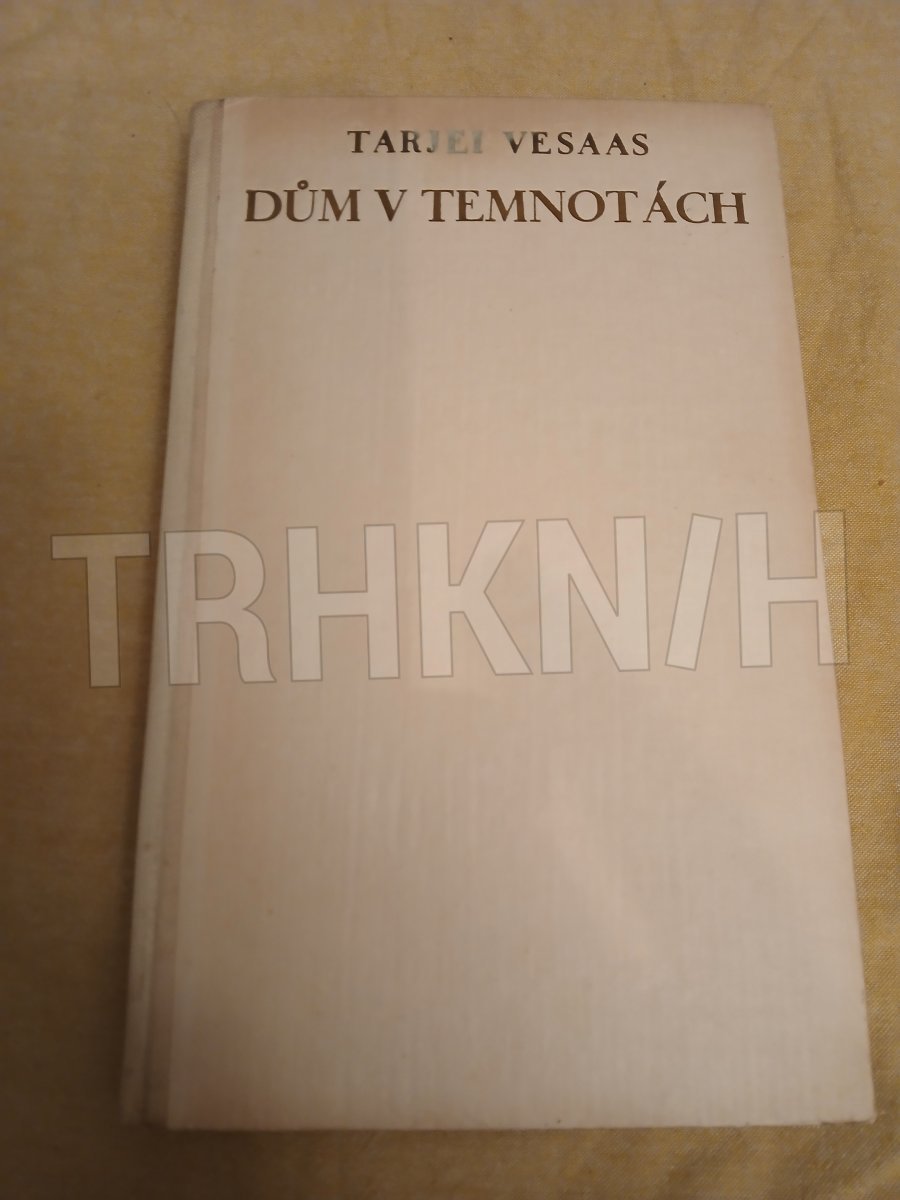 TARJEI VESAAS
DŮM V TEMNOTÁCH
TRHKNIH